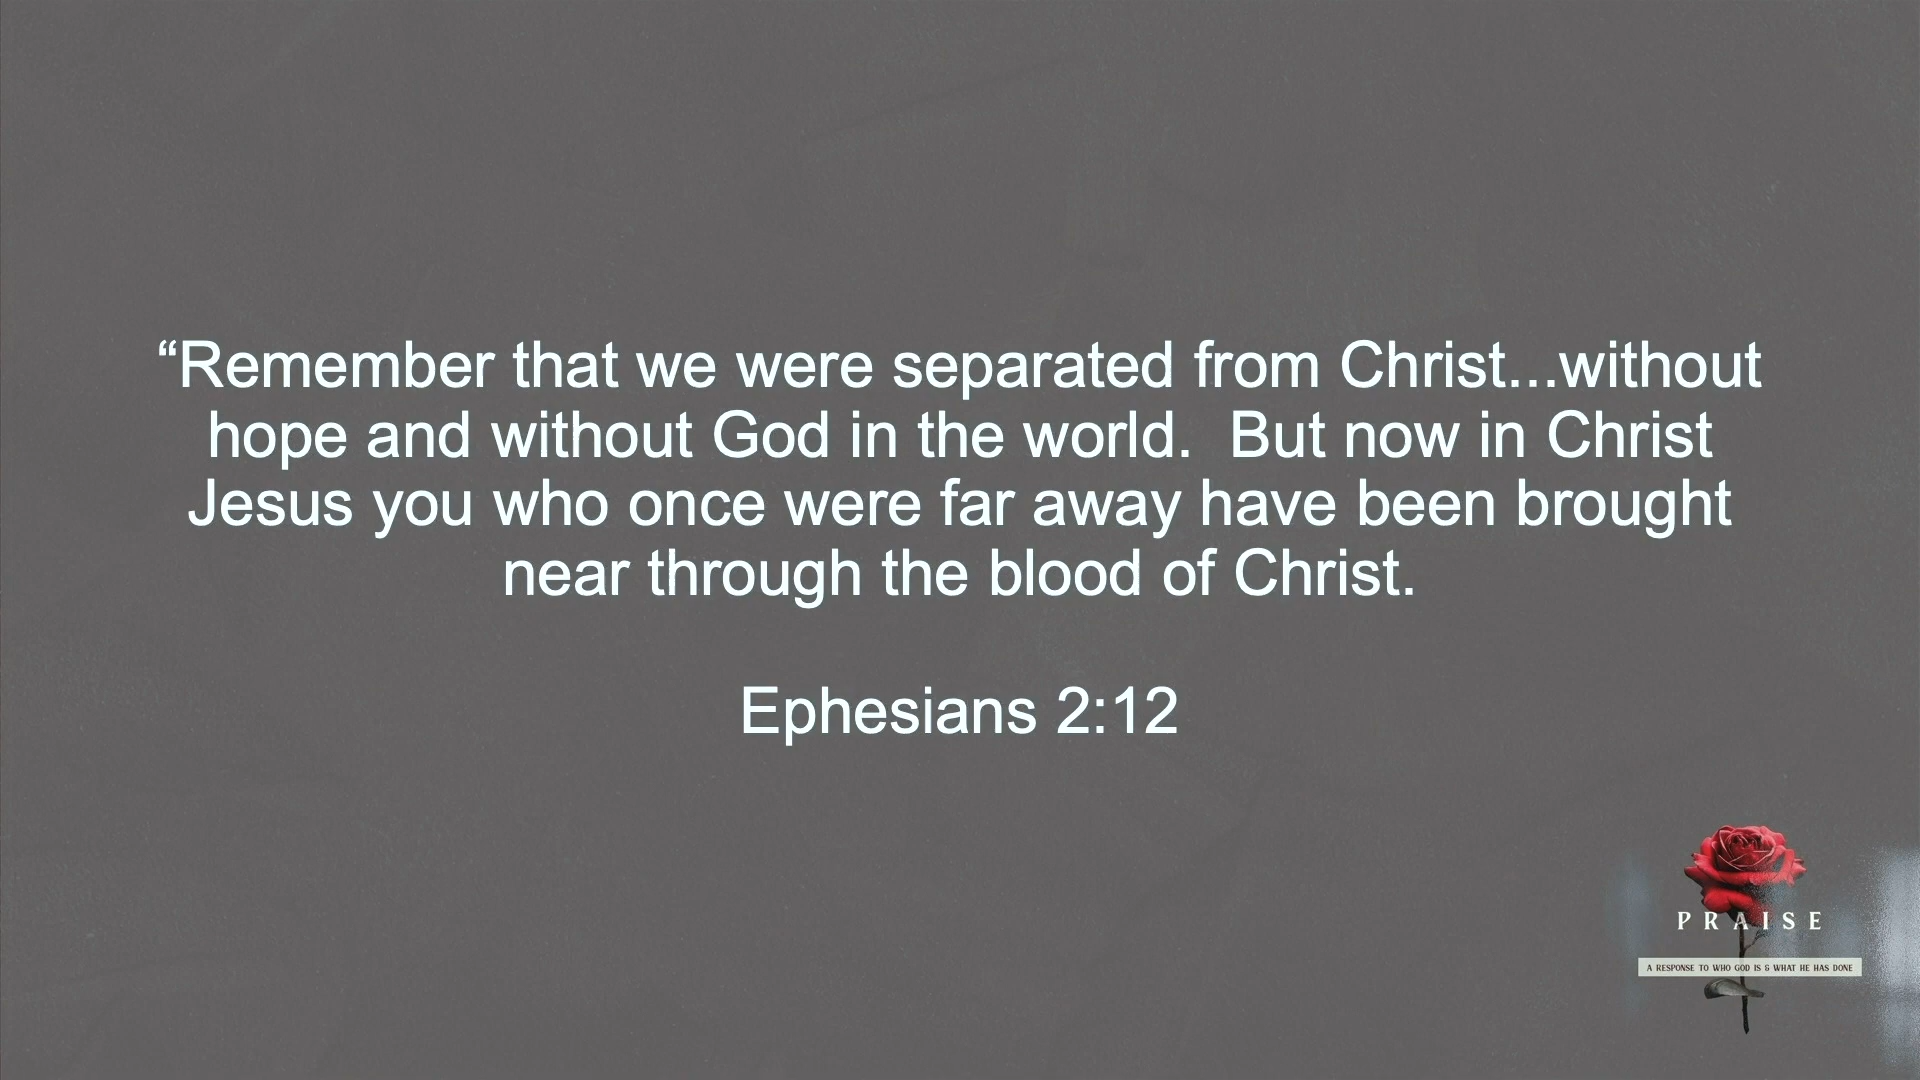 “Remember that we were separated from Christ...without
hope and without God in the world.  But now in Christ
Jesus you who once were far away have been brought
near through the blood of Christ.
Ephesians 2:12
PRAISE
A RESPONSE TO WHO GOD IS & WHAT HE HAS DONE